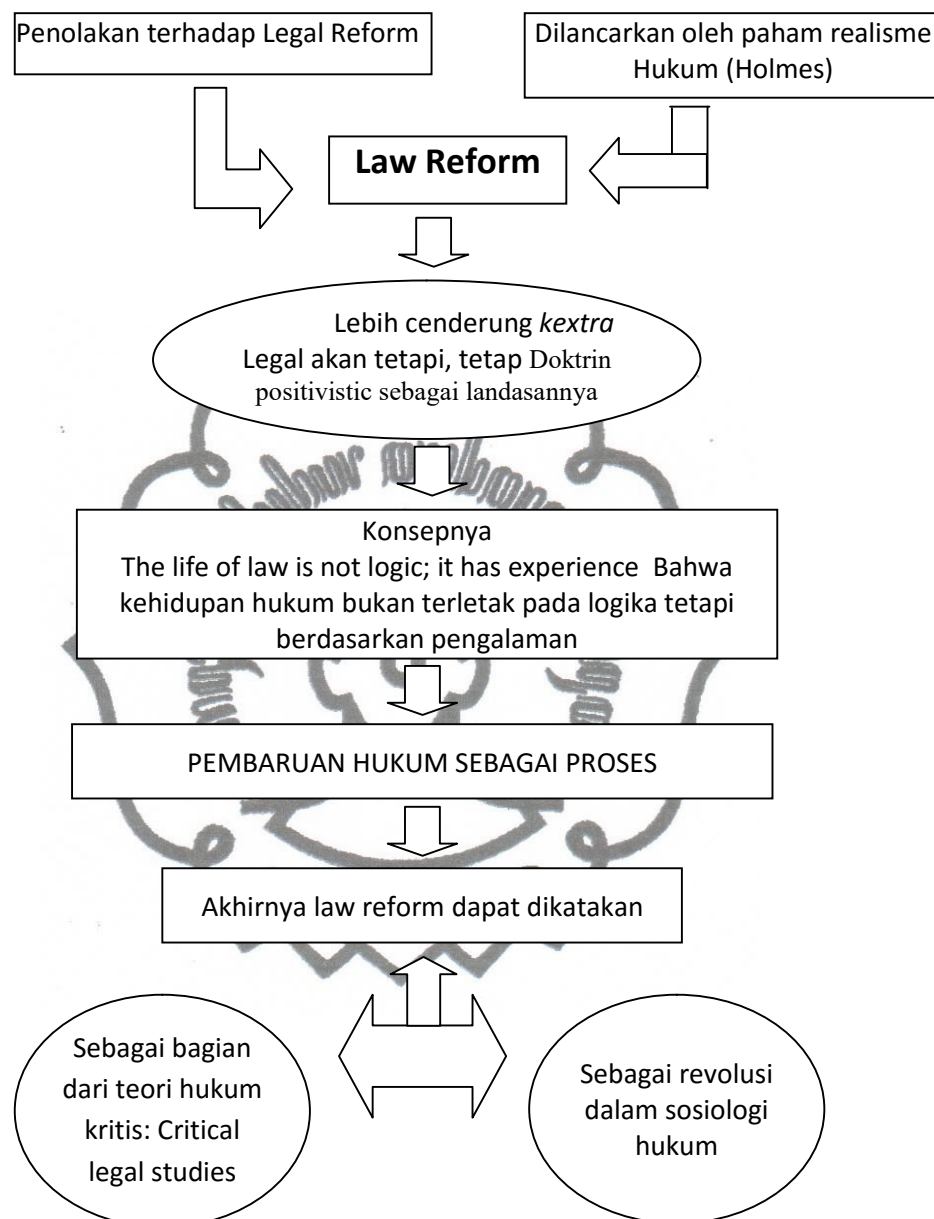 Penolakan terhadap Legal Reform
Dilancarkan oleh paham realisme
Hukum (Holmes)
Law Reform
Lebih cenderung kextra
Legal akan tetapi, tetap Doktrin
positivistic sebagai landasannya
Konsepnya
The life of law is not logic; it has experience Bahwa
kehidupan hukum bukan terletak pada logika tetapi
berdasarkan pengalaman
PEMBARUAN HUKUM SEBAGAI PROSES
Akhirnya law reform dapat dikatakan
Sebagai bagian
dari teori hukum
kritis: Critical
legal studies
Sebagai revolusi
dalam sosiologi
hukum